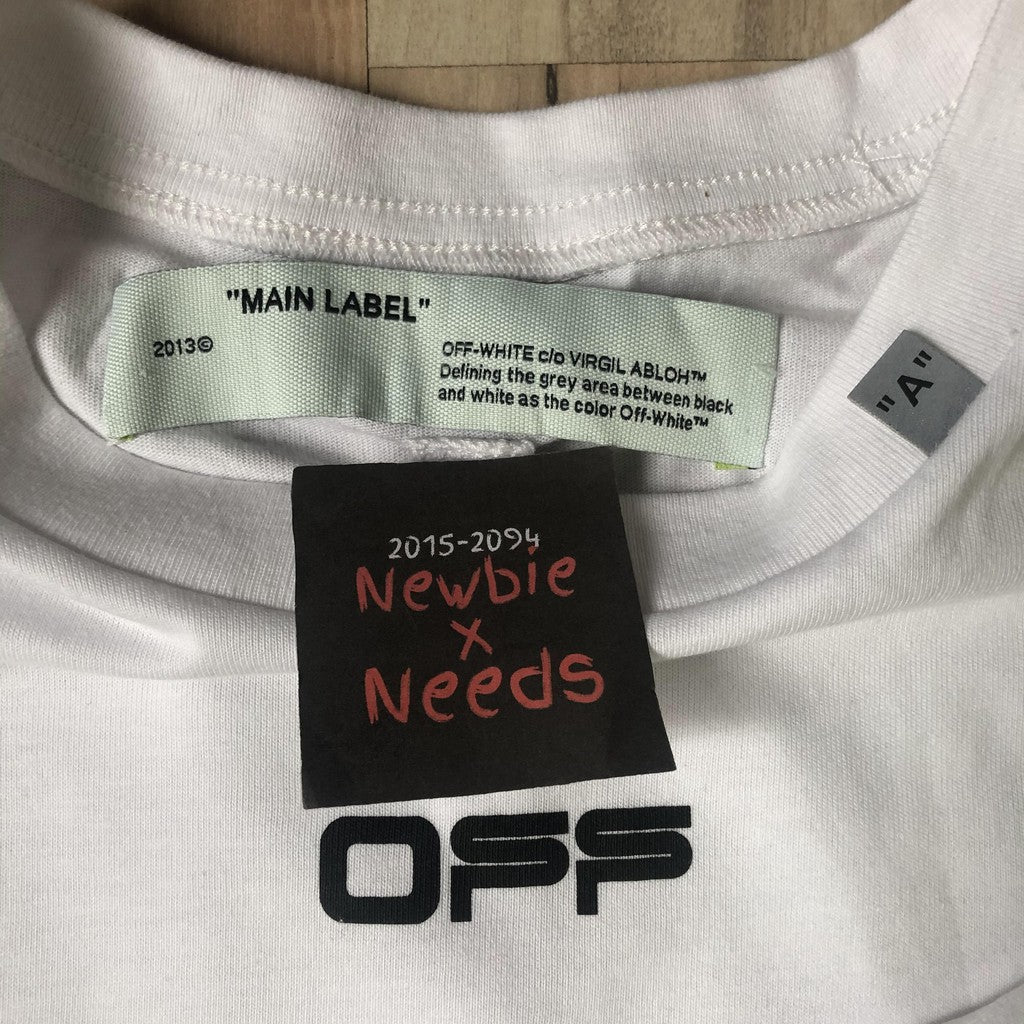 "MAIN LABEL"
2013©
OFF-WHITE c/o VIRGIL ABLOH™
Defining the grey area between black
and white as the color Off-White™
"A"
2015-2094
Newbie
x
Needs
OFF